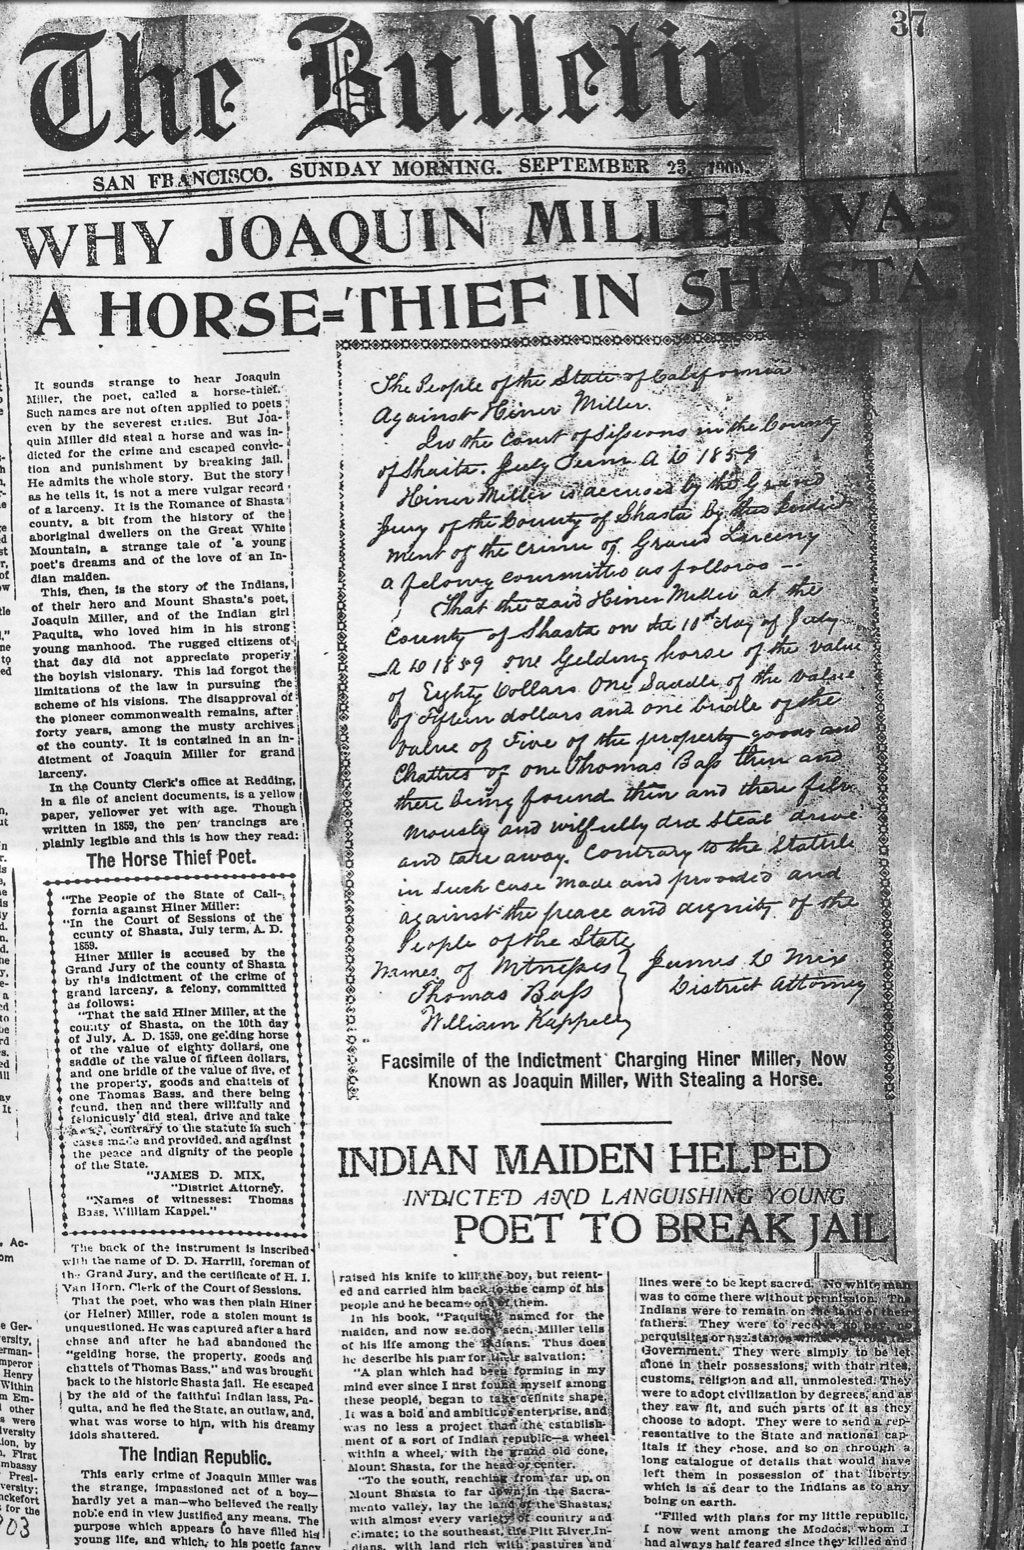 37
The Bulletin
SAN FRANCISCO. SUNDAY MORNING. SEPTEMBER 23, 1900.
WHY JOAQUIN MILLER WAS
A HORSE-THIEF IN SHASTA.
It sounds strange to hear Joaquin
Miller, the poet, called a horse-thief.
Such names are not often applied to poets
even by the severest critics. But Joa-
quin Miller did steal a horse and was in-
dicted for the crime and escaped convic-
tion and punishment by breaking jail.
He admits the whole story. But the story
as he tells it, is not a mere vulgar record
of a larceny. It is the Romance of Shasta
county, a bit from the history of the
aboriginal dwellers on the Great White
Mountain, a strange tale of a young
poet's dreams and of the love of an In-
dian maiden.
This, then, is the story of the Indians,
of their hero and Mount Shasta's poet,
Joaquin Miller, and of the Indian girl
Paquita, who loved him in his strong
young manhood. The rugged citizens of
that day did not appreciate properly
the boyish visionary. This lad forgot the
limitations of the law in pursuing the
scheme of his visions. The disapproval of
the pioneer commonwealth remains, after
forty years, among the musty archives
of the county. It is contained in an in-
dictment of Joaquin Miller for grand
larceny.
In the County Clerk's office at Redding,
in a file of ancient documents, is a yellow
paper, yellower yet with age. Though
written in 1859, the pen trancings are
plainly legible and this is how they read:
The Horse Thief Poet.
"The People of the State of Cali-
fornia against Hiner Miller:
"In the Court of Sessions of the
county of Shasta, July term, A. D.
1859.
Hiner Miller is accused by the
Grand Jury of the county of Shasta
by this indictment of the crime of
grand larceny, a felony, committed
as follows:
"That the said Hiner Miller, at the
county of Shasta, on the 10th day
of July, A. D. 1859, one gelding horse
of the value of eighty dollars, one
saddle of the value of fifteen dollars,
and one bridle of the value of five, of
the property, goods and chattels of
one Thomas Bass, and there being
found, then and there willfully and
feloniously did steal, drive and take
away, contrary to the statute in such
cases made and provided, and against
the peace and dignity of the people
of the State.
"JAMES D. MIX,
"District Attorney.
"Names of witnesses: Thomas
Bass, William Kappel."
The back of the instrument is inscribed
with the name of D. D. Harrill, foreman of
the Grand Jury, and the certificate of H. I.
Van Horn, Clerk of the Court of Sessions.
That the poet, who was then plain Hiner
(or Heiner) Miller, rode a stolen mount is
unquestioned. He was captured after a hard
chase and after he had abandoned the
"gelding horse, the property, goods and
chattels of Thomas Bass," and was brought
back to the historic Shasta jail. He escaped
by the aid of the faithful Indian lass, Pa-
quita, and he fled the State, an outlaw, and,
what was worse to him, with his dreamy
idols shattered.
The Indian Republic.
This early crime of Joaquin Miller was
the strange, impassioned act of a boy—
hardly yet a man—who believed the really
noble end in view justified any means. The
purpose which appears to have filled his
young life, and which, to his poetic fancy
The People of the State of California
Against Hiner Miller.
In the Court of Sessions in the County
of Shasta. July Term A D 1859
Hiner Miller is accused by the Grand
Jury of the County of Shasta by this Indict
ment of the crime of Grand Larceny
a felony committed as follows —
That the said Hiner Miller at the
County of Shasta on the 10th day of July
A D 1859 one Gelding horse of the value
of Eighty Dollars One Saddle of the value
of Fifteen dollars and one bridle of the
value of Five of the property goods and
Chattles of one Thomas Bass then and
there being found then and there felo
niously and wilfully did steal drive
and take away. Contrary to the Statute
in such case made and provided and
against the peace and dignity of the
People of the State
Names of Witnesses
Thomas Bass
William Kappell
James D Mix
District Attorney
Facsimile of the Indictment Charging Hiner Miller, Now
Known as Joaquin Miller, With Stealing a Horse.
INDIAN MAIDEN HELPED
INDICTED AND LANGUISHING YOUNG
POET TO BREAK JAIL
raised his knife to kill the boy, but relent-
ed and carried him back to the camp of his
people and he became one of them.
In his book, "Paquita," named for the
maiden, and now seldom seen, Miller tells
of his life among the Indians. Thus does
he describe his plan for their salvation:
"A plan which had been forming in my
mind ever since I first found myself among
these people, began to take definite shape.
It was a bold and ambitious enterprise, and
was no less a project than the establish-
ment of a sort of Indian republic—a wheel
within a wheel, with the grand old cone,
Mount Shasta, for the head or center.
"To the south, reaching from far up on
Mount Shasta to far down in the Sacra-
mento valley, lay the land of the Shastas,
with almost every variety of country and
climate; to the southeast, the Pitt River In-
dians, with land rich with pastures and
lines were to be kept sacred. No white man
was to come there without permission. The
Indians were to remain on the land of their
fathers. They were to receive no pay, no
perquisites or assistance whatever from the
Government. They were simply to be let
alone in their possessions, with their rites,
customs, religion and all, unmolested. They
were to adopt civilization by degrees, and as
they saw fit, and such parts of it as they
choose to adopt. They were to send a rep-
resentative to the State and national cap-
itals if they chose, and so on through a
long catalogue of details that would have
left them in possession of that liberty
which is as dear to the Indians as to any
being on earth.
"Filled with plans for my little republic,
I now went among the Modocs, whom I
had always half feared since they killed and